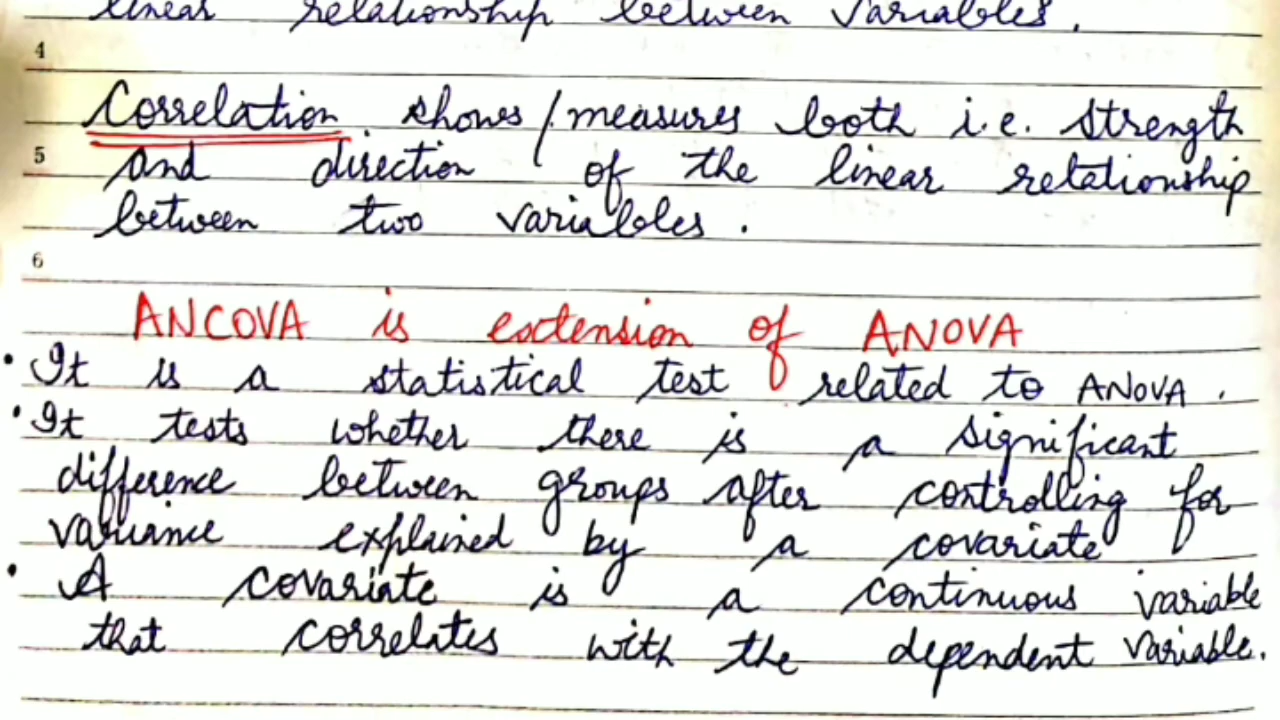 linear relationship between variables.
4
Correlation shows/measures both i.e. strength
5
and direction of the linear relationship
between two variables.
6
ANCOVA is extension of ANOVA
• It is a statistical test related to ANOVA.
• It tests whether there is a significant
difference between groups after controlling for
variance explained by a covariate
• A covariate is a continuous variable
that correlates with the dependent variable.